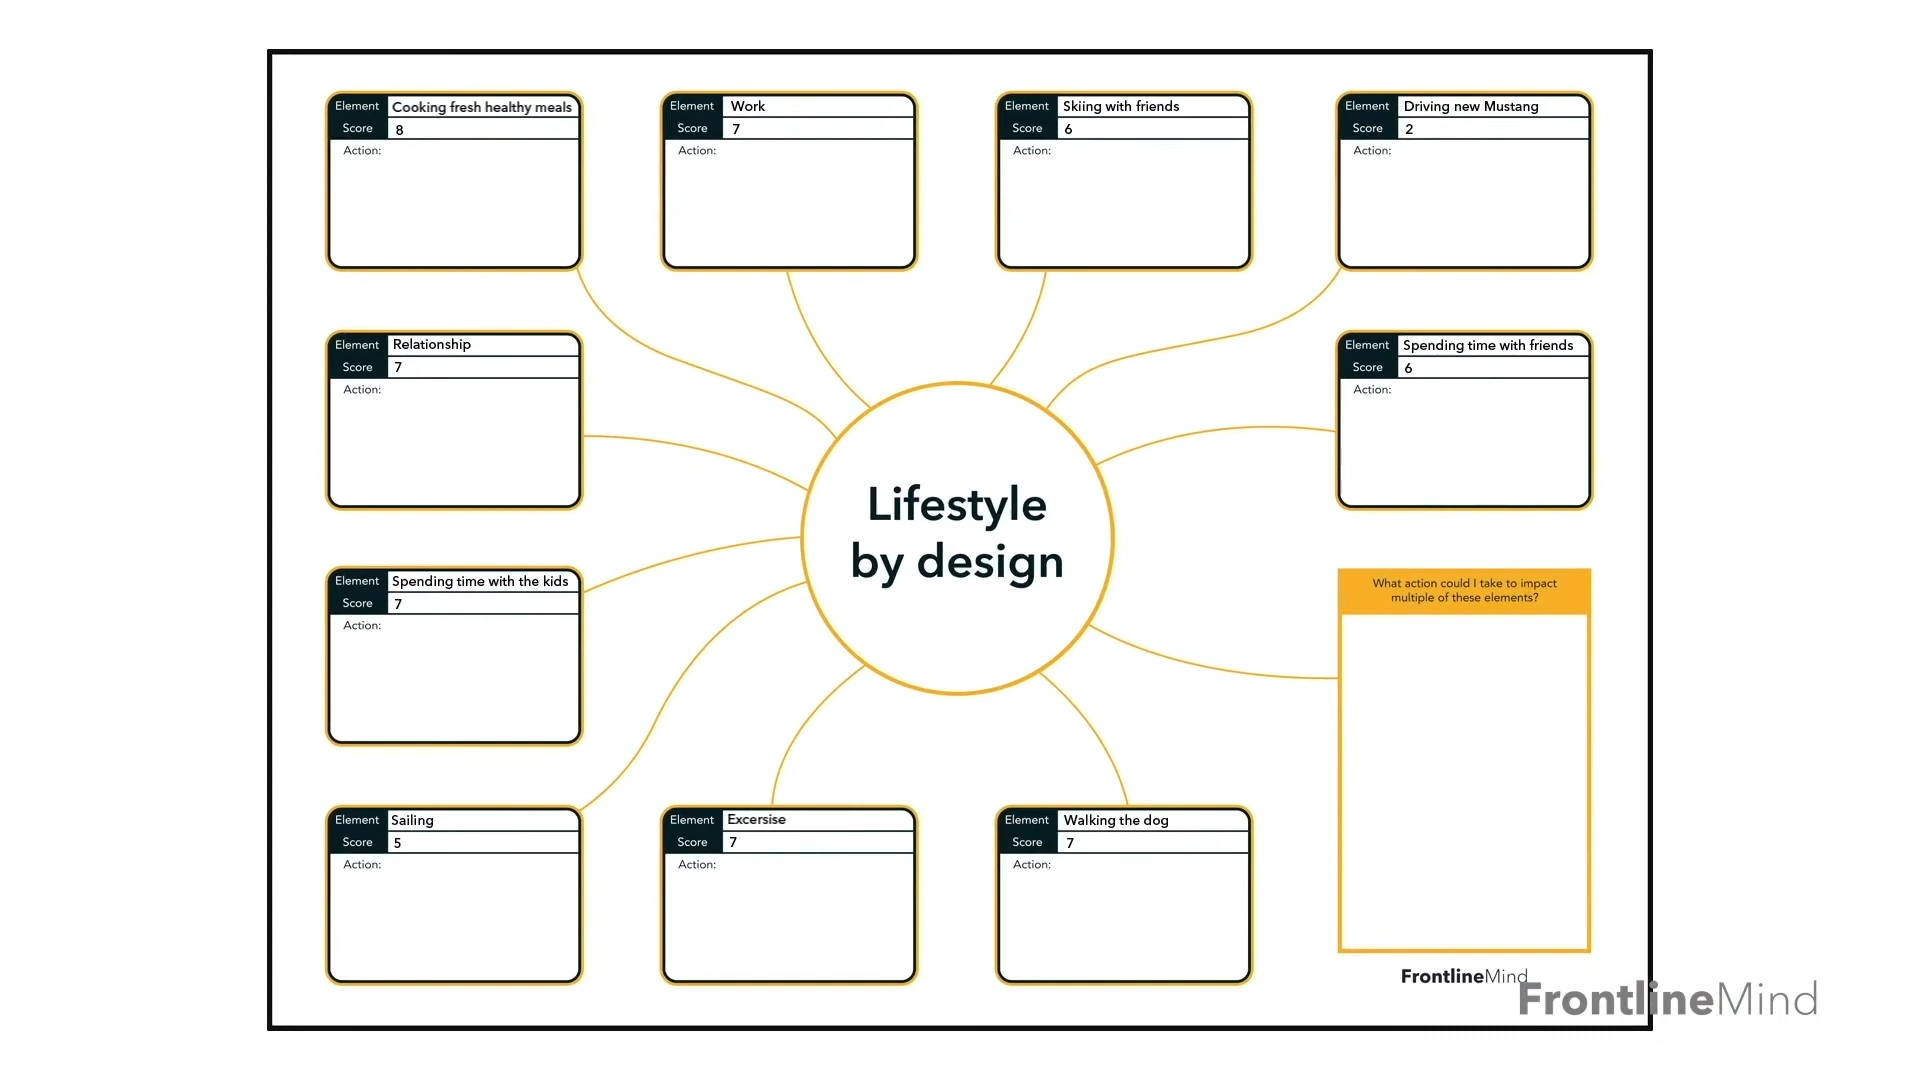 Element Cooking fresh healthy meals
Score 8
Action:
Element Work
Score 7
Action:
Element Skiing with friends
Score 6
Action:
Element Driving new Mustang
Score 2
Action:
Element Relationship
Score 7
Action:
Element Spending time with friends
Score 6
Action:
Lifestyle
by design
Element Spending time with the kids
Score 7
Action:
What action could I take to impact
multiple of these elements?
Element Sailing
Score 5
Action:
Element Excersise
Score 7
Action:
Element Walking the dog
Score 7
Action:
FrontlineMind
FrontlineMind